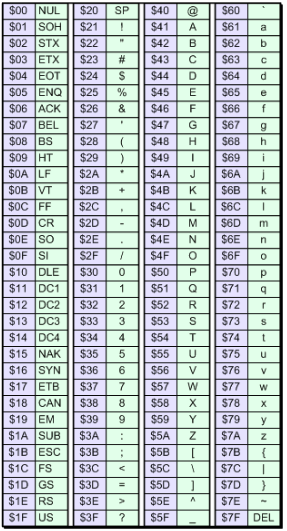 $00 NUL $20 SP $40 @ $60 `
$01 SOH $21 ! $41 A $61 a
$02 STX $22 " $42 B $62 b
$03 ETX $23 # $43 C $63 c
$04 EOT $24 $ $44 D $64 d
$05 ENQ $25 % $45 E $65 e
$06 ACK $26 & $46 F $66 f
$07 BEL $27 ' $47 G $67 g
$08 BS $28 ( $48 H $68 h
$09 HT $29 ) $49 I $69 i
$0A LF $2A * $4A J $6A j
$0B VT $2B + $4B K $6B k
$0C FF $2C , $4C L $6C l
$0D CR $2D - $4D M $6D m
$0E SO $2E . $4E N $6E n
$0F SI $2F / $4F O $6F o
$10 DLE $30 0 $50 P $70 p
$11 DC1 $31 1 $51 Q $71 q
$12 DC2 $32 2 $52 R $72 r
$13 DC3 $33 3 $53 S $73 s
$14 DC4 $34 4 $54 T $74 t
$15 NAK $35 5 $55 U $75 u
$16 SYN $36 6 $56 V $76 v
$17 ETB $37 7 $57 W $77 w
$18 CAN $38 8 $58 X $78 x
$19 EM $39 9 $59 Y $79 y
$1A SUB $3A : $5A Z $7A z
$1B ESC $3B ; $5B [ $7B {
$1C FS $3C < $5C \ $7C |
$1D GS $3D = $5D ] $7D }
$1E RS $3E > $5E ^ $7E ~
$1F US $3F ? $5F _ $7F DEL